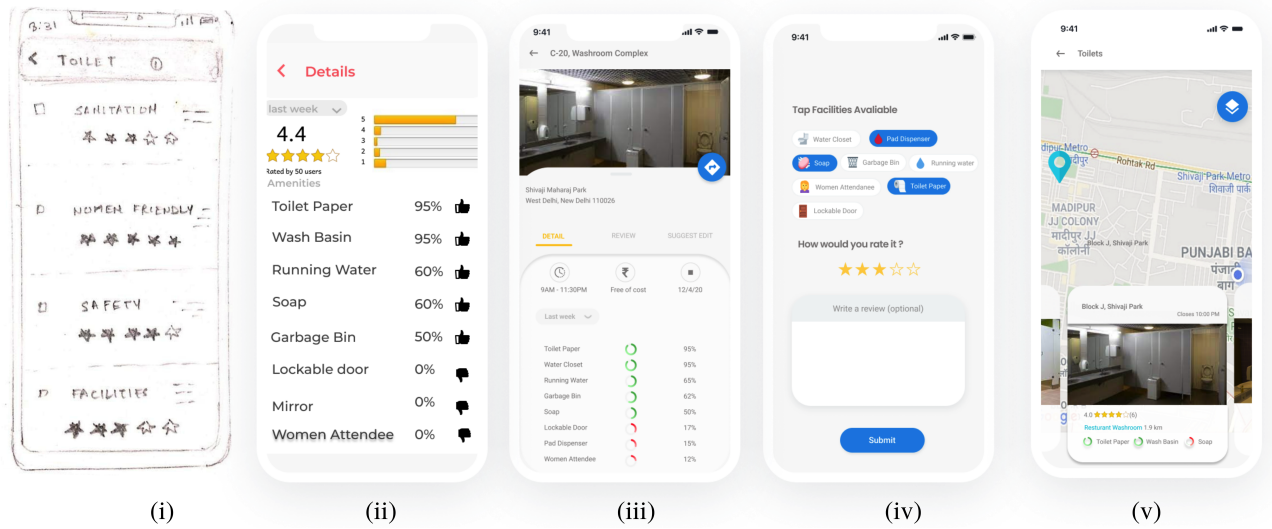 3:31
< TOILET ①
SANITATION
WOMEN FRIENDLY
SAFETY
FACILITIES
(i)
Details
last week
4.4
Rated by 50 users
5
4
3
2
1
Amenities
Toilet Paper 95%
Wash Basin 95%
Running Water 60%
Soap 60%
Garbage Bin 50%
Lockable door 0%
Mirror 0%
Women Attendee 0%
(ii)
9:41
C-20, Washroom Complex
Shivaji Maharaj Park
West Delhi, New Delhi 110026
DETAIL REVIEW SUGGEST EDIT
9AM - 11:30PM Free of cost 12/4/20
Last week
Toilet Paper 95%
Water Closet 95%
Running Water 65%
Garbage Bin 62%
Soap 50%
Lockable Door 17%
Pad Dispenser 15%
Women Attendee 12%
(iii)
9:41
Tap Facilities Avaliable
Water Closet Pad Dispenser
Soap Garbage Bin Running water
Women Attendanee Toilet Paper
Lockable Door
How would you rate it ?
Write a review (optional)
Submit
(iv)
9:41
Toilets
dipur Metro
Rohtak Rd
Shivaji Park Metro
शिवाजी पार्क
MADIPUR
JJ COLONY
मादीपुर JJ
कॉलोनी
Block J, Shivaji Park
PUNJABI BA
पंजाबी
बाग
Block J, Shivaji Park
Closes 10:00 PM
4.0 (6)
Resturant Washroom 1.9 km
Toilet Paper Wash Basin Soap
(v)